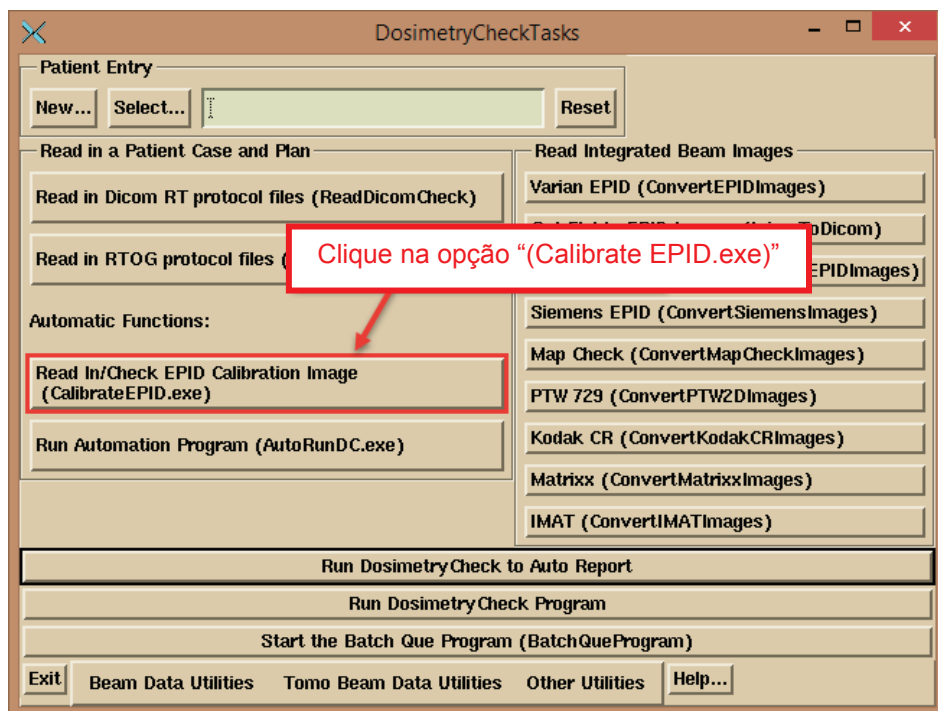 DosimetryCheckTasks
Patient Entry
New...
Select...
Reset
Read in a Patient Case and Plan
Read in Dicom RT protocol files (ReadDicomCheck)
Read in RTOG protocol files (
Automatic Functions:
Read In/Check EPID Calibration Image
(CalibrateEPID.exe)
Run Automation Program (AutoRunDC.exe)
Clique na opção “(Calibrate EPID.exe)”
Read Integrated Beam Images
Varian EPID (ConvertEPIDImages)
oDicom)
EPIDImages)
Siemens EPID (ConvertSiemensImages)
Map Check (ConvertMapCheckImages)
PTW 729 (ConvertPTW2DImages)
Kodak CR (ConvertKodakCRImages)
Matrixx (ConvertMatrixxImages)
IMAT (ConvertIMATImages)
Run DosimetryCheck to Auto Report
Run DosimetryCheck Program
Start the Batch Que Program (BatchQueProgram)
Exit
Beam Data Utilities
Tomo Beam Data Utilities
Other Utilities
Help...